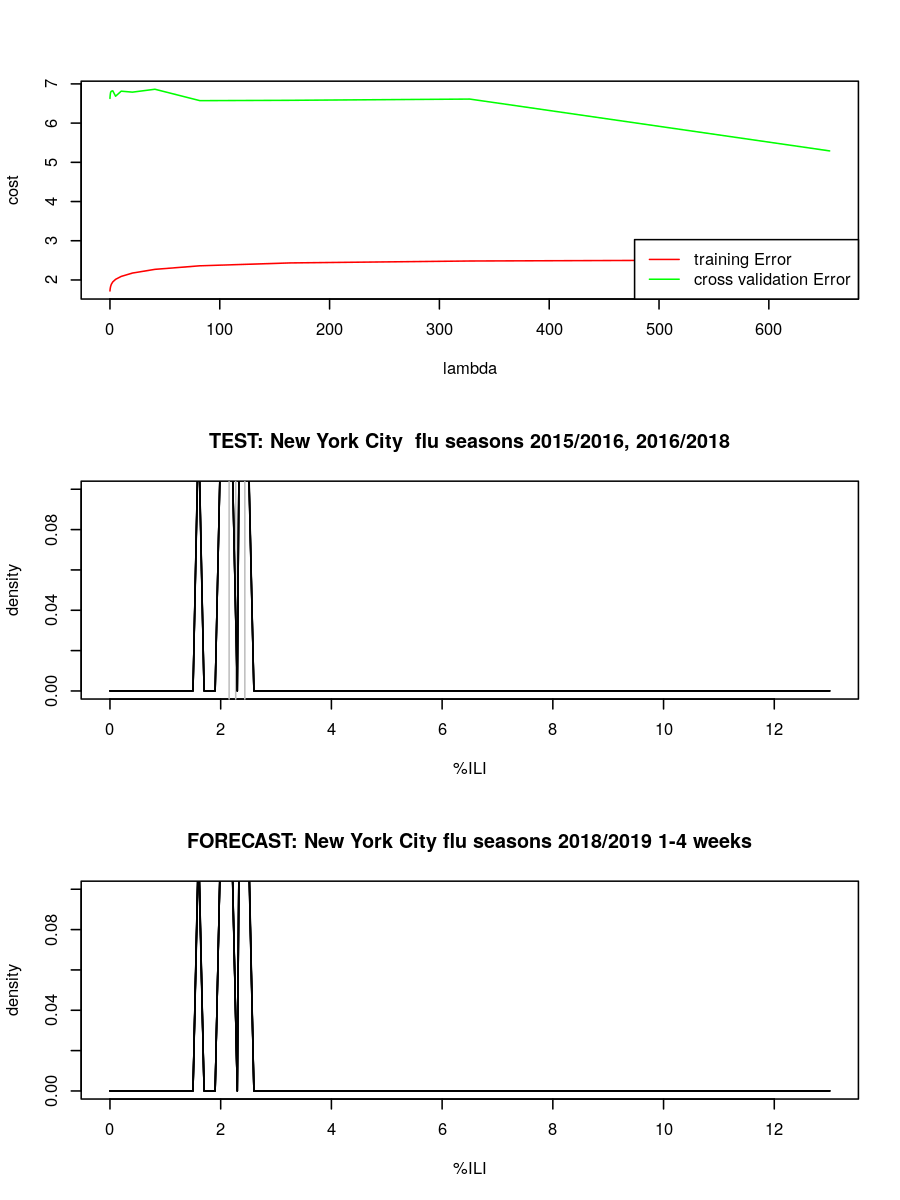 7
6
5
4
3
2
cost
training Error
cross validation Error
0 100 200 300 400 500 600
lambda
TEST: New York City  flu seasons 2015/2016, 2016/2018
0.08
0.04
0.00
density
0 2 4 6 8 10 12
%ILI
FORECAST: New York City flu seasons 2018/2019 1-4 weeks
0.08
0.04
0.00
density
0 2 4 6 8 10 12
%ILI